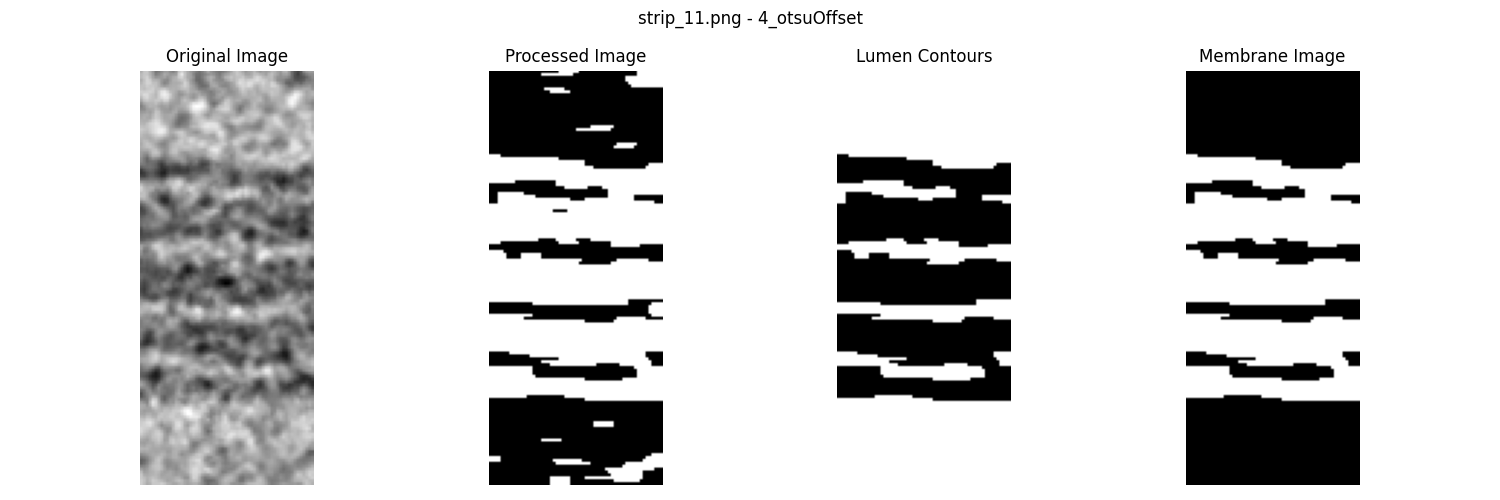 strip_11.png - 4_otsuOffset
Original Image
Processed Image
Lumen Contours
Membrane Image